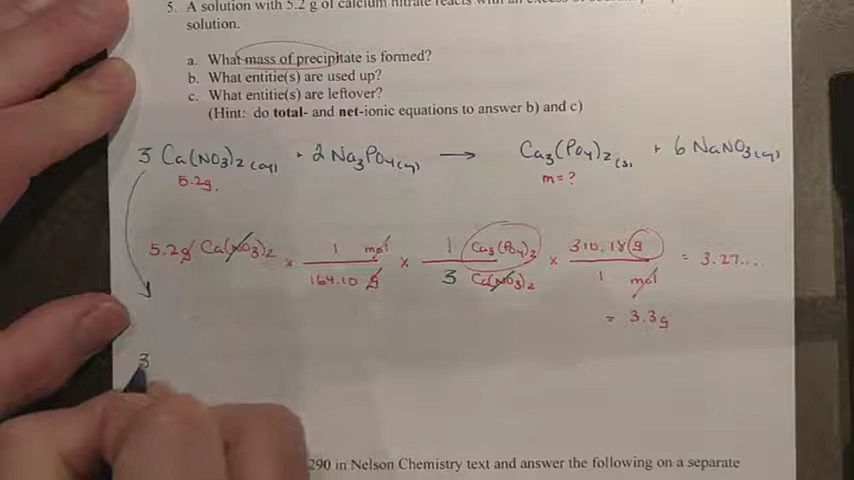 5. A solution with 5.2 g of calcium nitrate reacts with an excess of
solution.
a. What mass of precipitate is formed?
b. What entitie(s) are used up?
c. What entitie(s) are leftover?
(Hint: do total- and net-ionic equations to answer b) and c)
3 Ca(NO3)2 (aq) + 2 Na3PO4(aq) → Ca3(PO4)2(s) + 6 NaNO3(aq)
5.2g. m=?
5.2g Ca(NO3)2 × 1 mol × 1 Ca3(PO4)2 × 310.18 g = 3.27...
164.10 g 3 Ca(NO3)2 1 mol
= 3.3g
3
290 in Nelson Chemistry text and answer the following on a separate